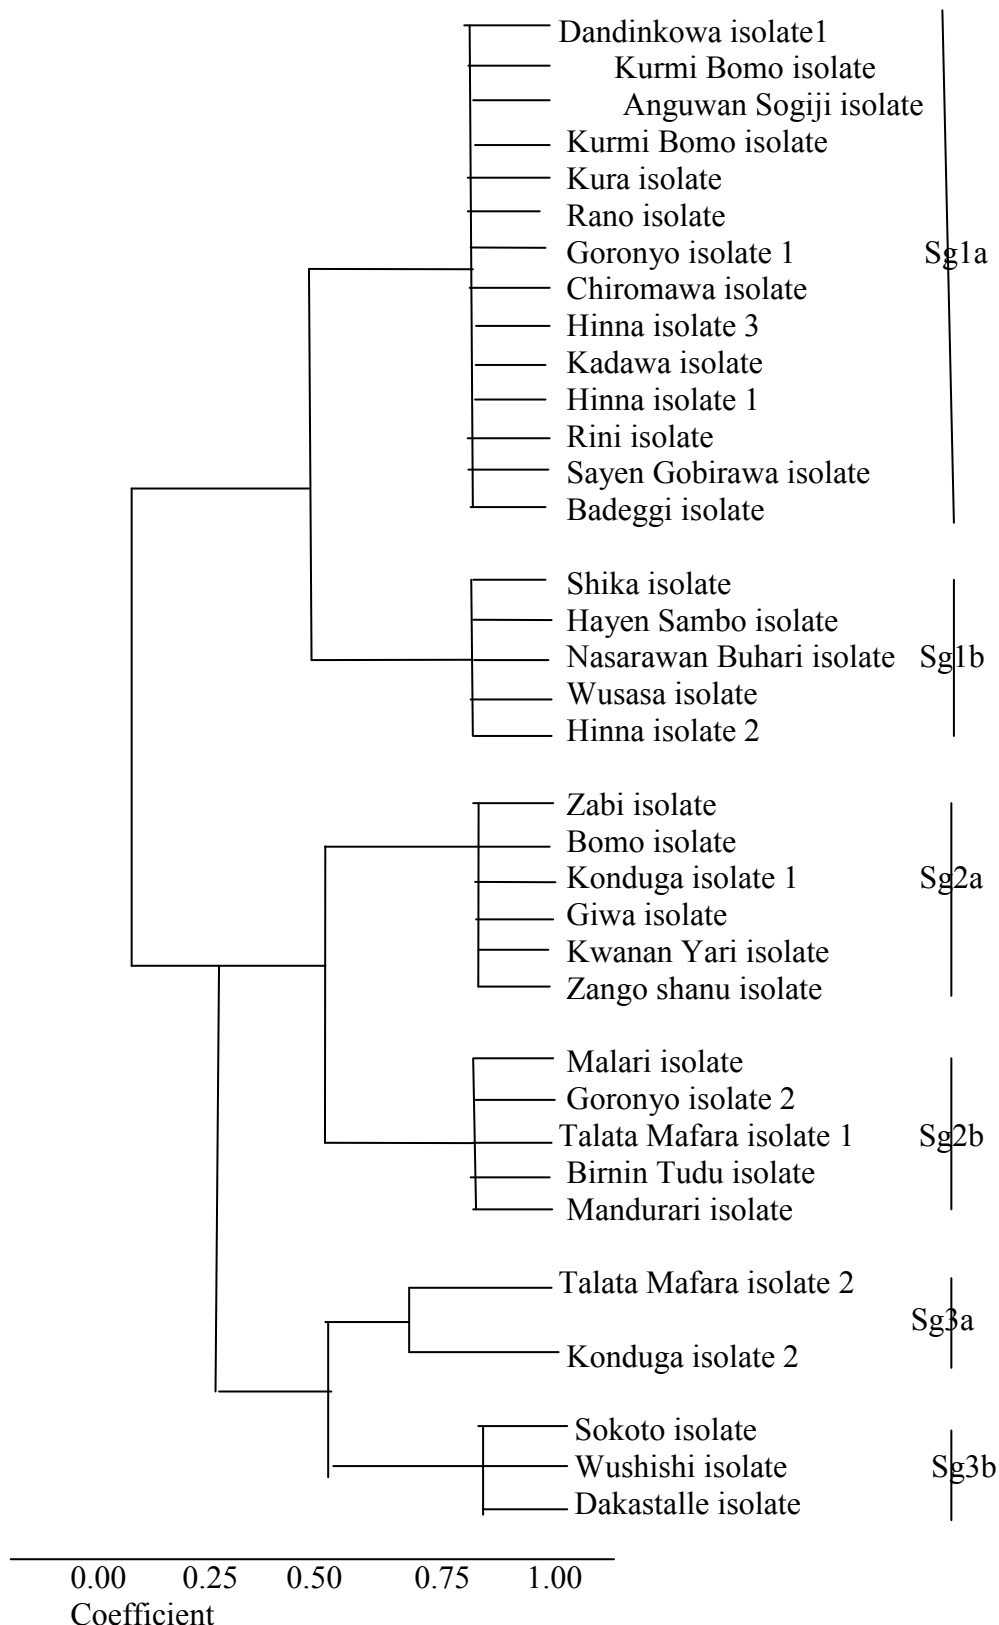 Dandinkowa isolate1
Kurmi Bomo isolate
Anguwan Sogiji isolate
Kurmi Bomo isolate
Kura isolate
Rano isolate
Goronyo isolate 1 Sg1a
Chiromawa isolate
Hinna isolate 3
Kadawa isolate
Hinna isolate 1
Rini isolate
Sayen Gobirawa isolate
Badeggi isolate
Shika isolate
Hayen Sambo isolate
Nasarawan Buhari isolate Sg1b
Wusasa isolate
Hinna isolate 2
Zabi isolate
Bomo isolate
Konduga isolate 1 Sg2a
Giwa isolate
Kwanan Yari isolate
Zango shanu isolate
Malari isolate
Goronyo isolate 2
Talata Mafara isolate 1 Sg2b
Birnin Tudu isolate
Mandurari isolate
Talata Mafara isolate 2
Sg3a
Konduga isolate 2
Sokoto isolate
Wushishi isolate Sg3b
Dakastalle isolate
0.00 0.25 0.50 0.75 1.00
Coefficient